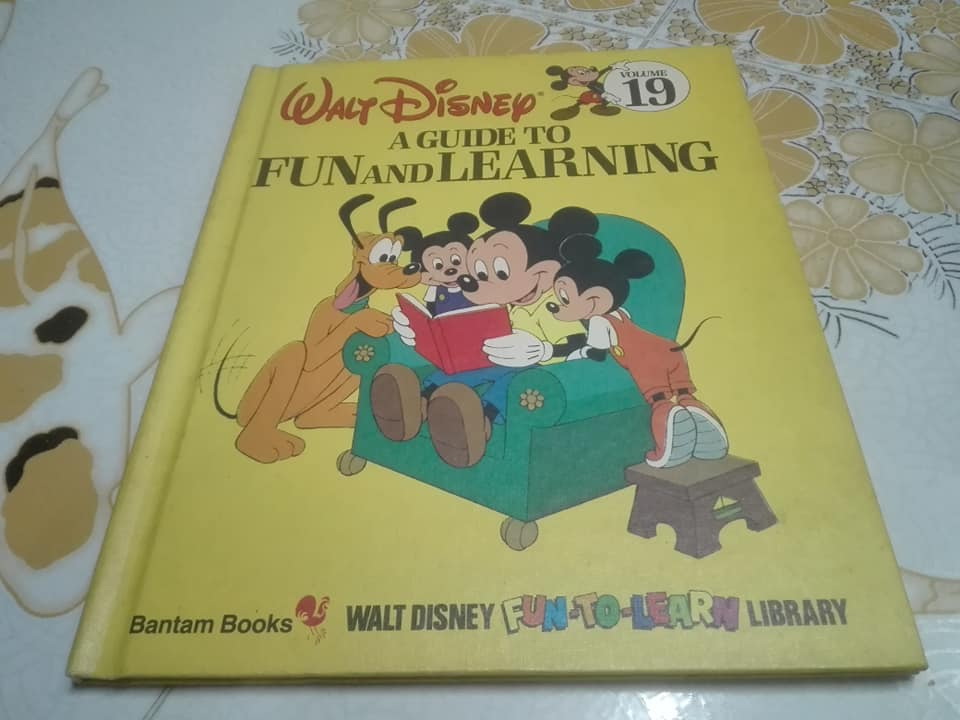 WALT DISNEY®
VOLUME
19
A GUIDE TO
FUN AND LEARNING
Bantam Books
WALT DISNEY FUN-TO-LEARN LIBRARY